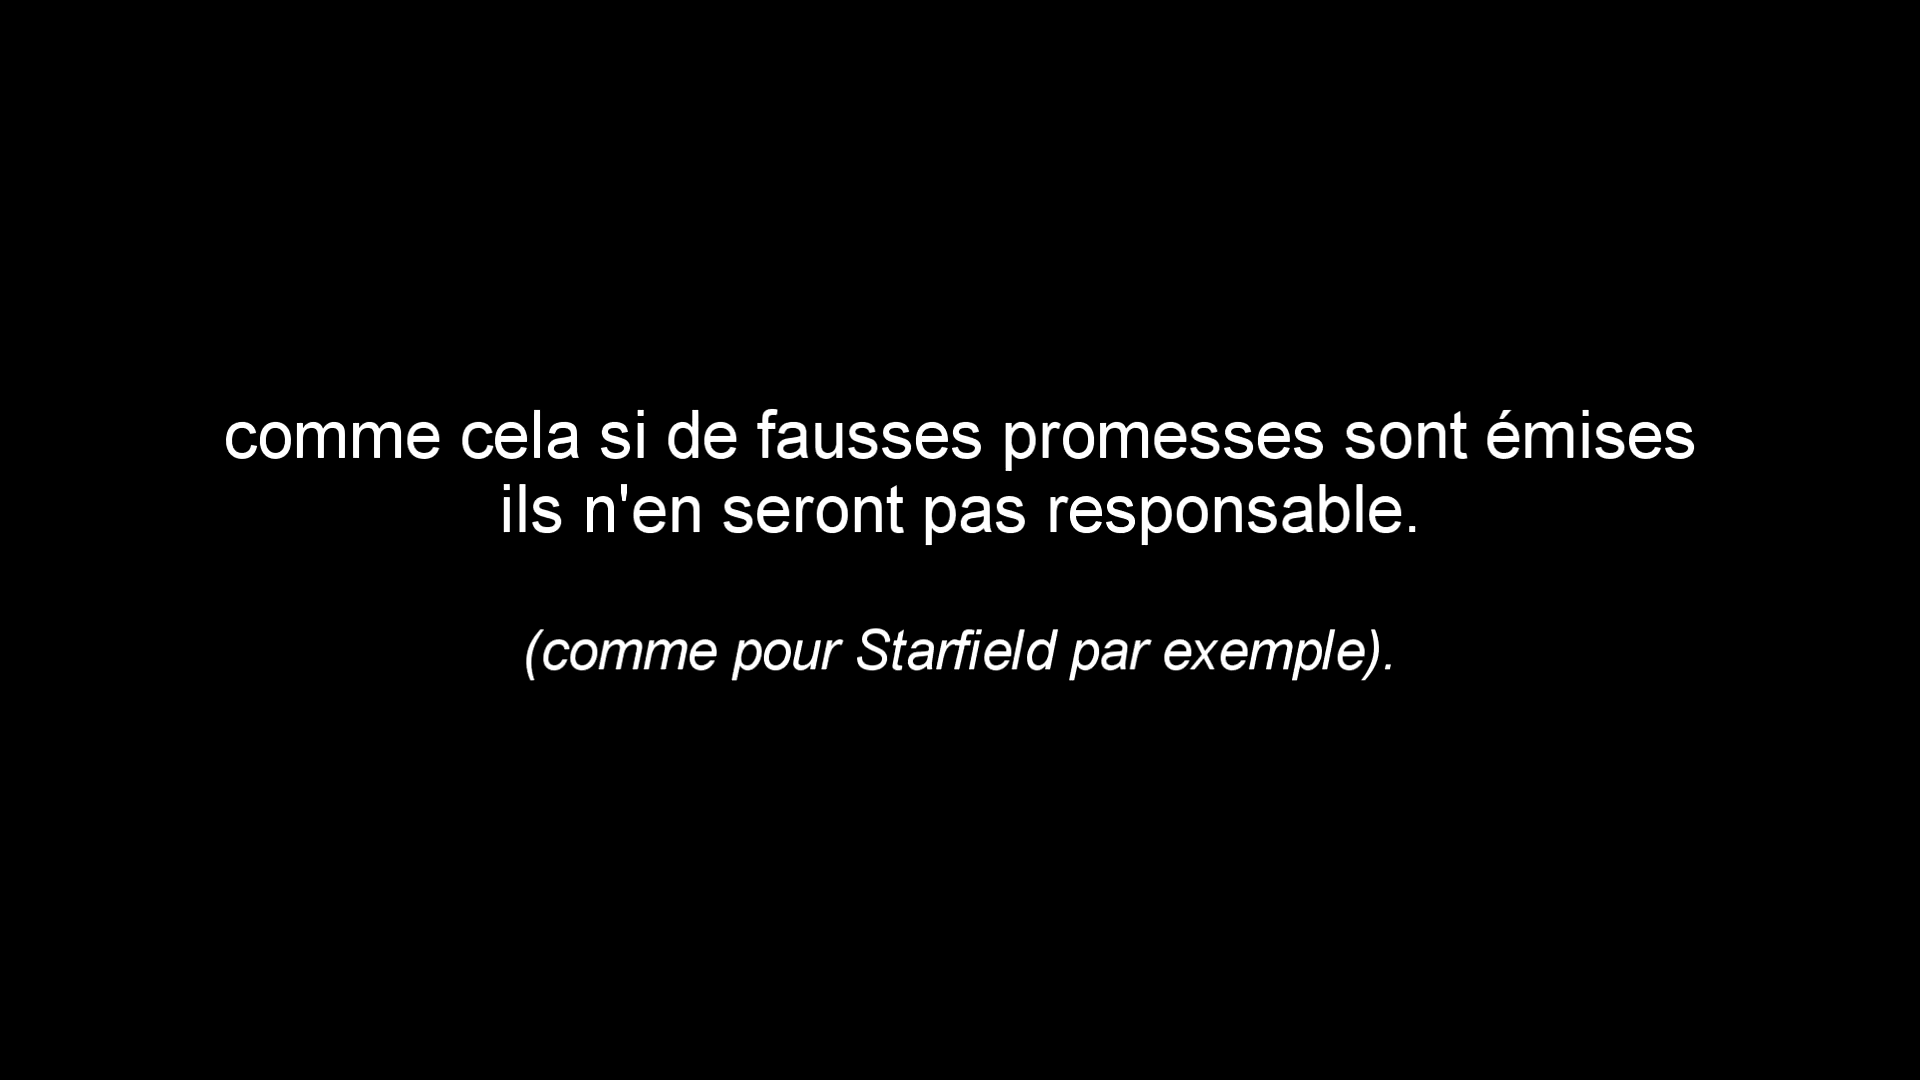 comme cela si de fausses promesses sont émises
ils n'en seront pas responsable.
(comme pour Starfield par exemple).